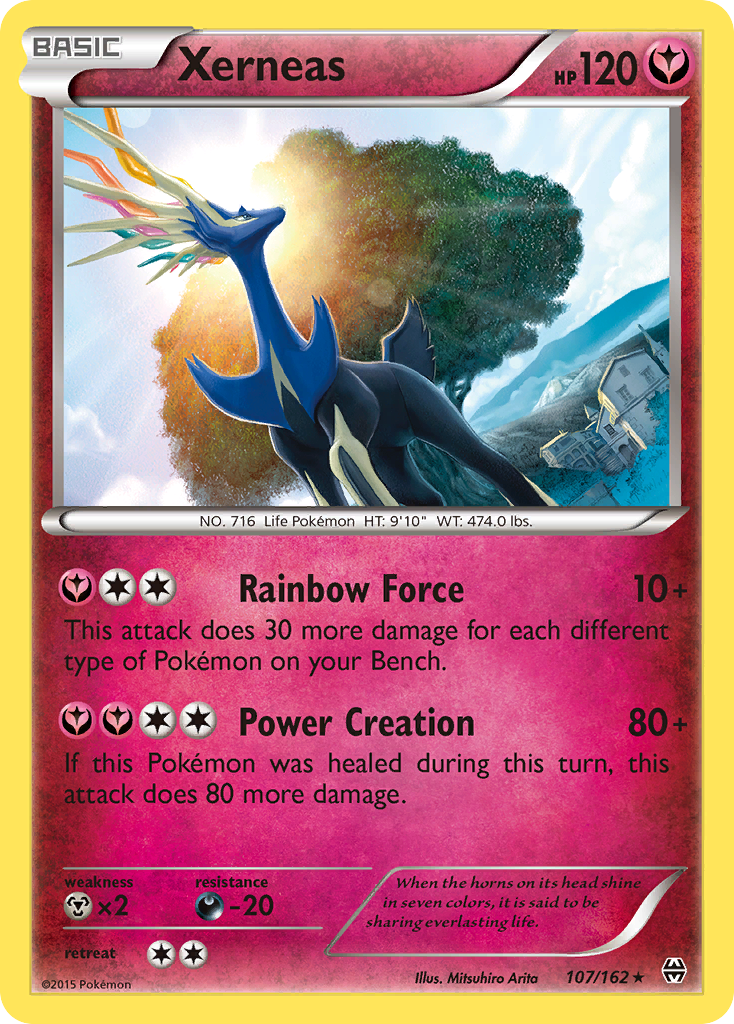 BASIC
Xerneas
HP 120
NO. 716 Life Pokémon HT: 9'10" WT: 474.0 lbs.
Rainbow Force 10+
This attack does 30 more damage for each different
type of Pokémon on your Bench.
Power Creation 80+
If this Pokémon was healed during this turn, this
attack does 80 more damage.
weakness
×2
resistance
-20
retreat
When the horns on its head shine
in seven colors, it is said to be
sharing everlasting life.
©2015 Pokémon
Illus. Mitsuhiro Arita
107/162 ★